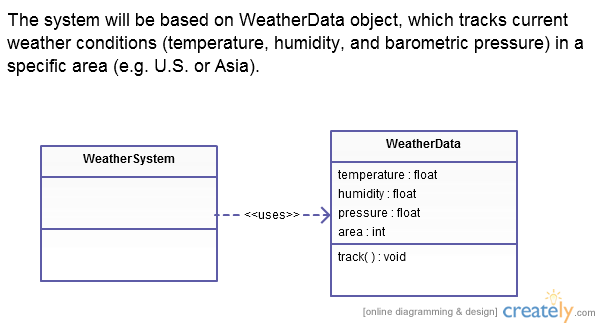 The system will be based on WeatherData object, which tracks current
weather conditions (temperature, humidity, and barometric pressure) in a
specific area (e.g. U.S. or Asia).
WeatherSystem
<<uses>>
WeatherData
temperature : float
humidity : float
pressure : float
area : int
track( ) : void
[online diagramming & design] creately.com